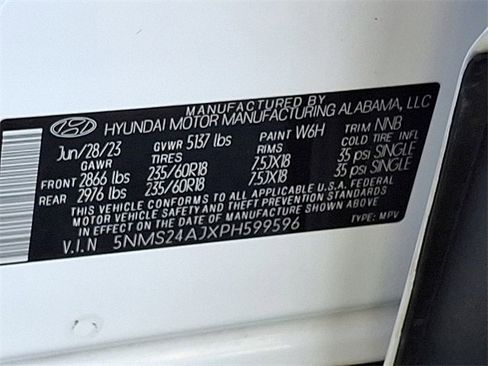 MANUFACTURED BY
HYUNDAI MOTOR MANUFACTURING ALABAMA, LLC
Jun/28/23 GVWR 5137 lbs PAINT W6H TRIM NNB
GAWR TIRES RIMS COLD TIRE INFL
FRONT 2866 lbs 235/60R18 7.5JX18 35 psi SINGLE
REAR 2976 lbs 235/60R18 7.5JX18 35 psi SINGLE
THIS VEHICLE CONFORMS TO ALL APPLICABLE U.S.A. FEDERAL
MOTOR VEHICLE SAFETY AND THEFT PREVENTION STANDARDS
IN EFFECT ON THE DATE OF MANUFACTURE SHOWN ABOVE.
V.I.N 5NMS24AJXPH599596 TYPE: MPV